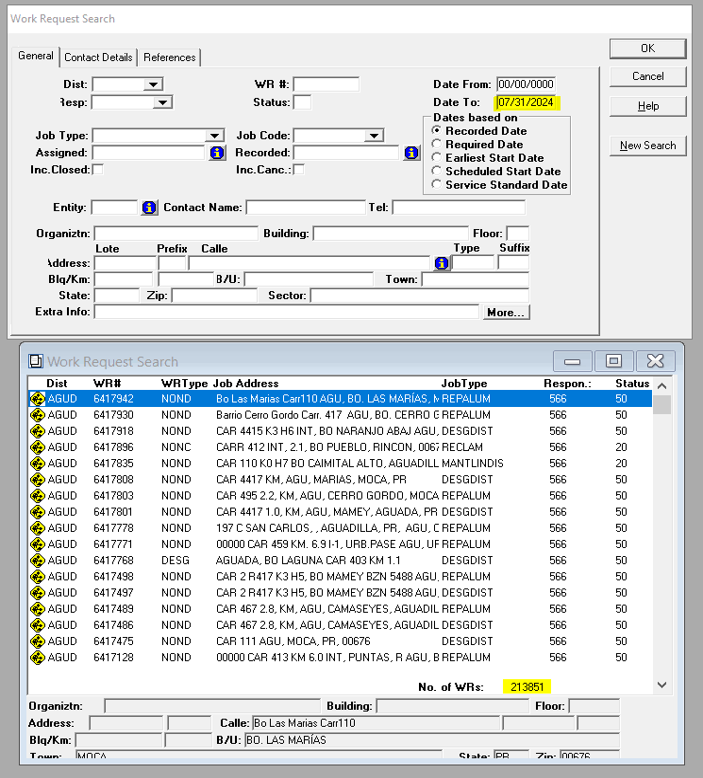 Work Request Search
General Contact Details References
OK
Cancel
Help
New Search
Dist: WR #: Date From: 00/00/0000
Resp: Status: Date To: 07/31/2024
Dates based on
Recorded Date
Required Date
Earliest Start Date
Scheduled Start Date
Service Standard Date
Job Type: Job Code:
Assigned: Recorded:
Inc.Closed: Inc.Canc.:
Entity: Contact Name: Tel:
Organiztn: Building: Floor:
Lote Prefix Calle Type Suffix
Address:
Blq/Km: B/U: Town:
State: Zip: Sector:
Extra Info: More...
Work Request Search
Dist WR# WRType Job Address JobType Respon.: Status
AGUD 6417942 NOND Bo Las Marias Carr110 AGU, BO. LAS MARÍAS, REPALUM 566 50
AGUD 6417930 NOND Barrio Cerro Gordo Carr. 417 AGU, BO. CERRO REPALUM 566 50
AGUD 6417918 NOND CAR 4415 K3 H6 INT, BO NARANJO ABAJ AGU, DESGDIST 566 50
AGUD 6417896 NONC CARR 412 INT, 2.1, BO PUEBLO, RINCON, 0067 RECLAM 566 20
AGUD 6417835 NOND CAR 110 K0 H7 BO CAIMITAL ALTO, AGUADILL MANTLINDIS 566 20
AGUD 6417808 NOND CAR 4417 KM, AGU, MARIAS, MOCA, PR DESGDIST 566 50
AGUD 6417803 NOND CAR 495 2.2, KM, AGU, CERRO GORDO, MOCA REPALUM 566 50
AGUD 6417801 NOND CAR 4417 1.0, KM, AGU, MAMEY, AGUADA, PR DESGDIST 566 50
AGUD 6417778 NOND 197 C SAN CARLOS, , AGUADILLA, PR, AGU, C REPALUM 566 50
AGUD 6417771 NOND 00000 CAR 459 KM. 6.9 I-1, URB.PASE AGU, UF REPALUM 566 50
AGUD 6417768 DESG AGUADA, BO LAGUNA CAR 403 KM 1.1 DESGDIST 566 50
AGUD 6417498 NOND CAR 2 R417 K3 H5, BO MAMEY BZN 5488 AGU, REPALUM 566 50
AGUD 6417497 NOND CAR 2 R417 K3 H5, BO MAMEY BZN 5488 AGU, DESGDIST 566 50
AGUD 6417489 NOND CAR 467 2.8, KM, AGU, CAMASEYES, AGUADIL REPALUM 566 50
AGUD 6417486 NOND CAR 467 2.8, KM, AGU, CAMASEYES, AGUADIL DESGDIST 566 50
AGUD 6417475 NOND CAR 111 AGU, MOCA, PR, 00676 DESGDIST 566 50
AGUD 6417128 NOND 00000 CAR 413 KM 6.0 INT, PUNTAS, R AGU, B REPALUM 566 50
No. of WRs: 213851
Organiztn: Building: Floor:
Address: Calle: Bo Las Marias Carr110
Blq/Km: B/U: BO. LAS MARÍAS
Town: MOCA State: PR Zip: 00676